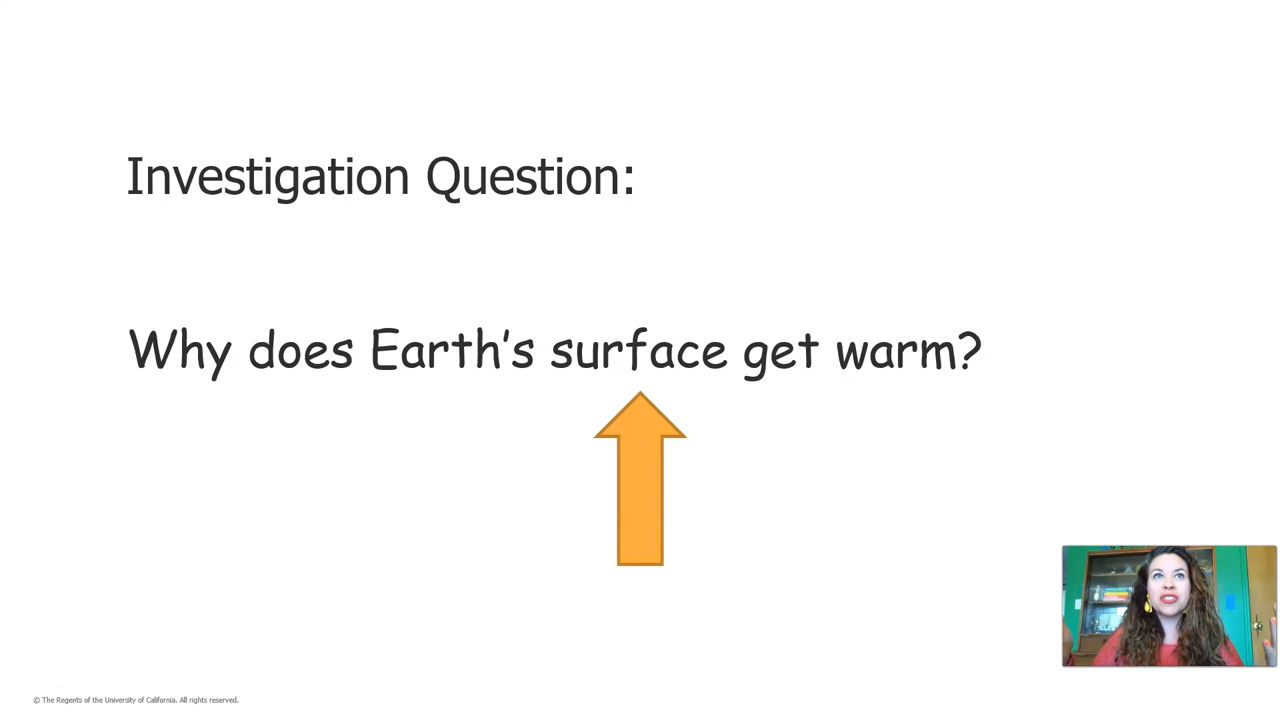 Investigation Question:
Why does Earth's surface get warm?
© The Regents of the University of California. All rights reserved.